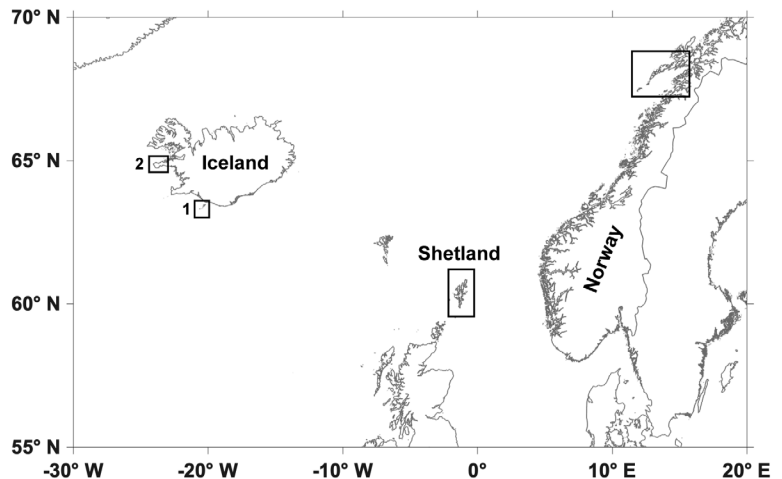 70° N
65° N
60° N
55° N
2
Iceland
1
Shetland
Norway
-30° W
-20° W
-10° W
0°
10° E
20° E